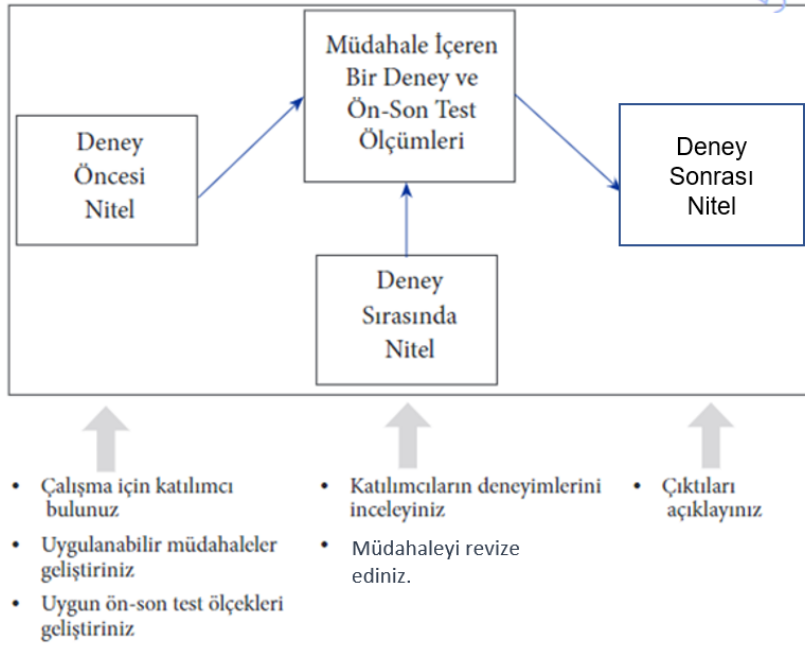 Müdahale İçeren
Bir Deney ve
Ön-Son Test
Ölçümleri
Deney
Öncesi
Nitel
Deney
Sonrası
Nitel
Deney
Sırasında
Nitel
• Çalışma için katılımcı
bulunuz
• Uygulanabilir müdahaleler
geliştiriniz
• Uygun ön-son test ölçekleri
geliştiriniz
• Katılımcıların deneyimlerini
inceleyiniz
• Müdahaleyi revize
ediniz.
• Çıktıları
açıklayınız